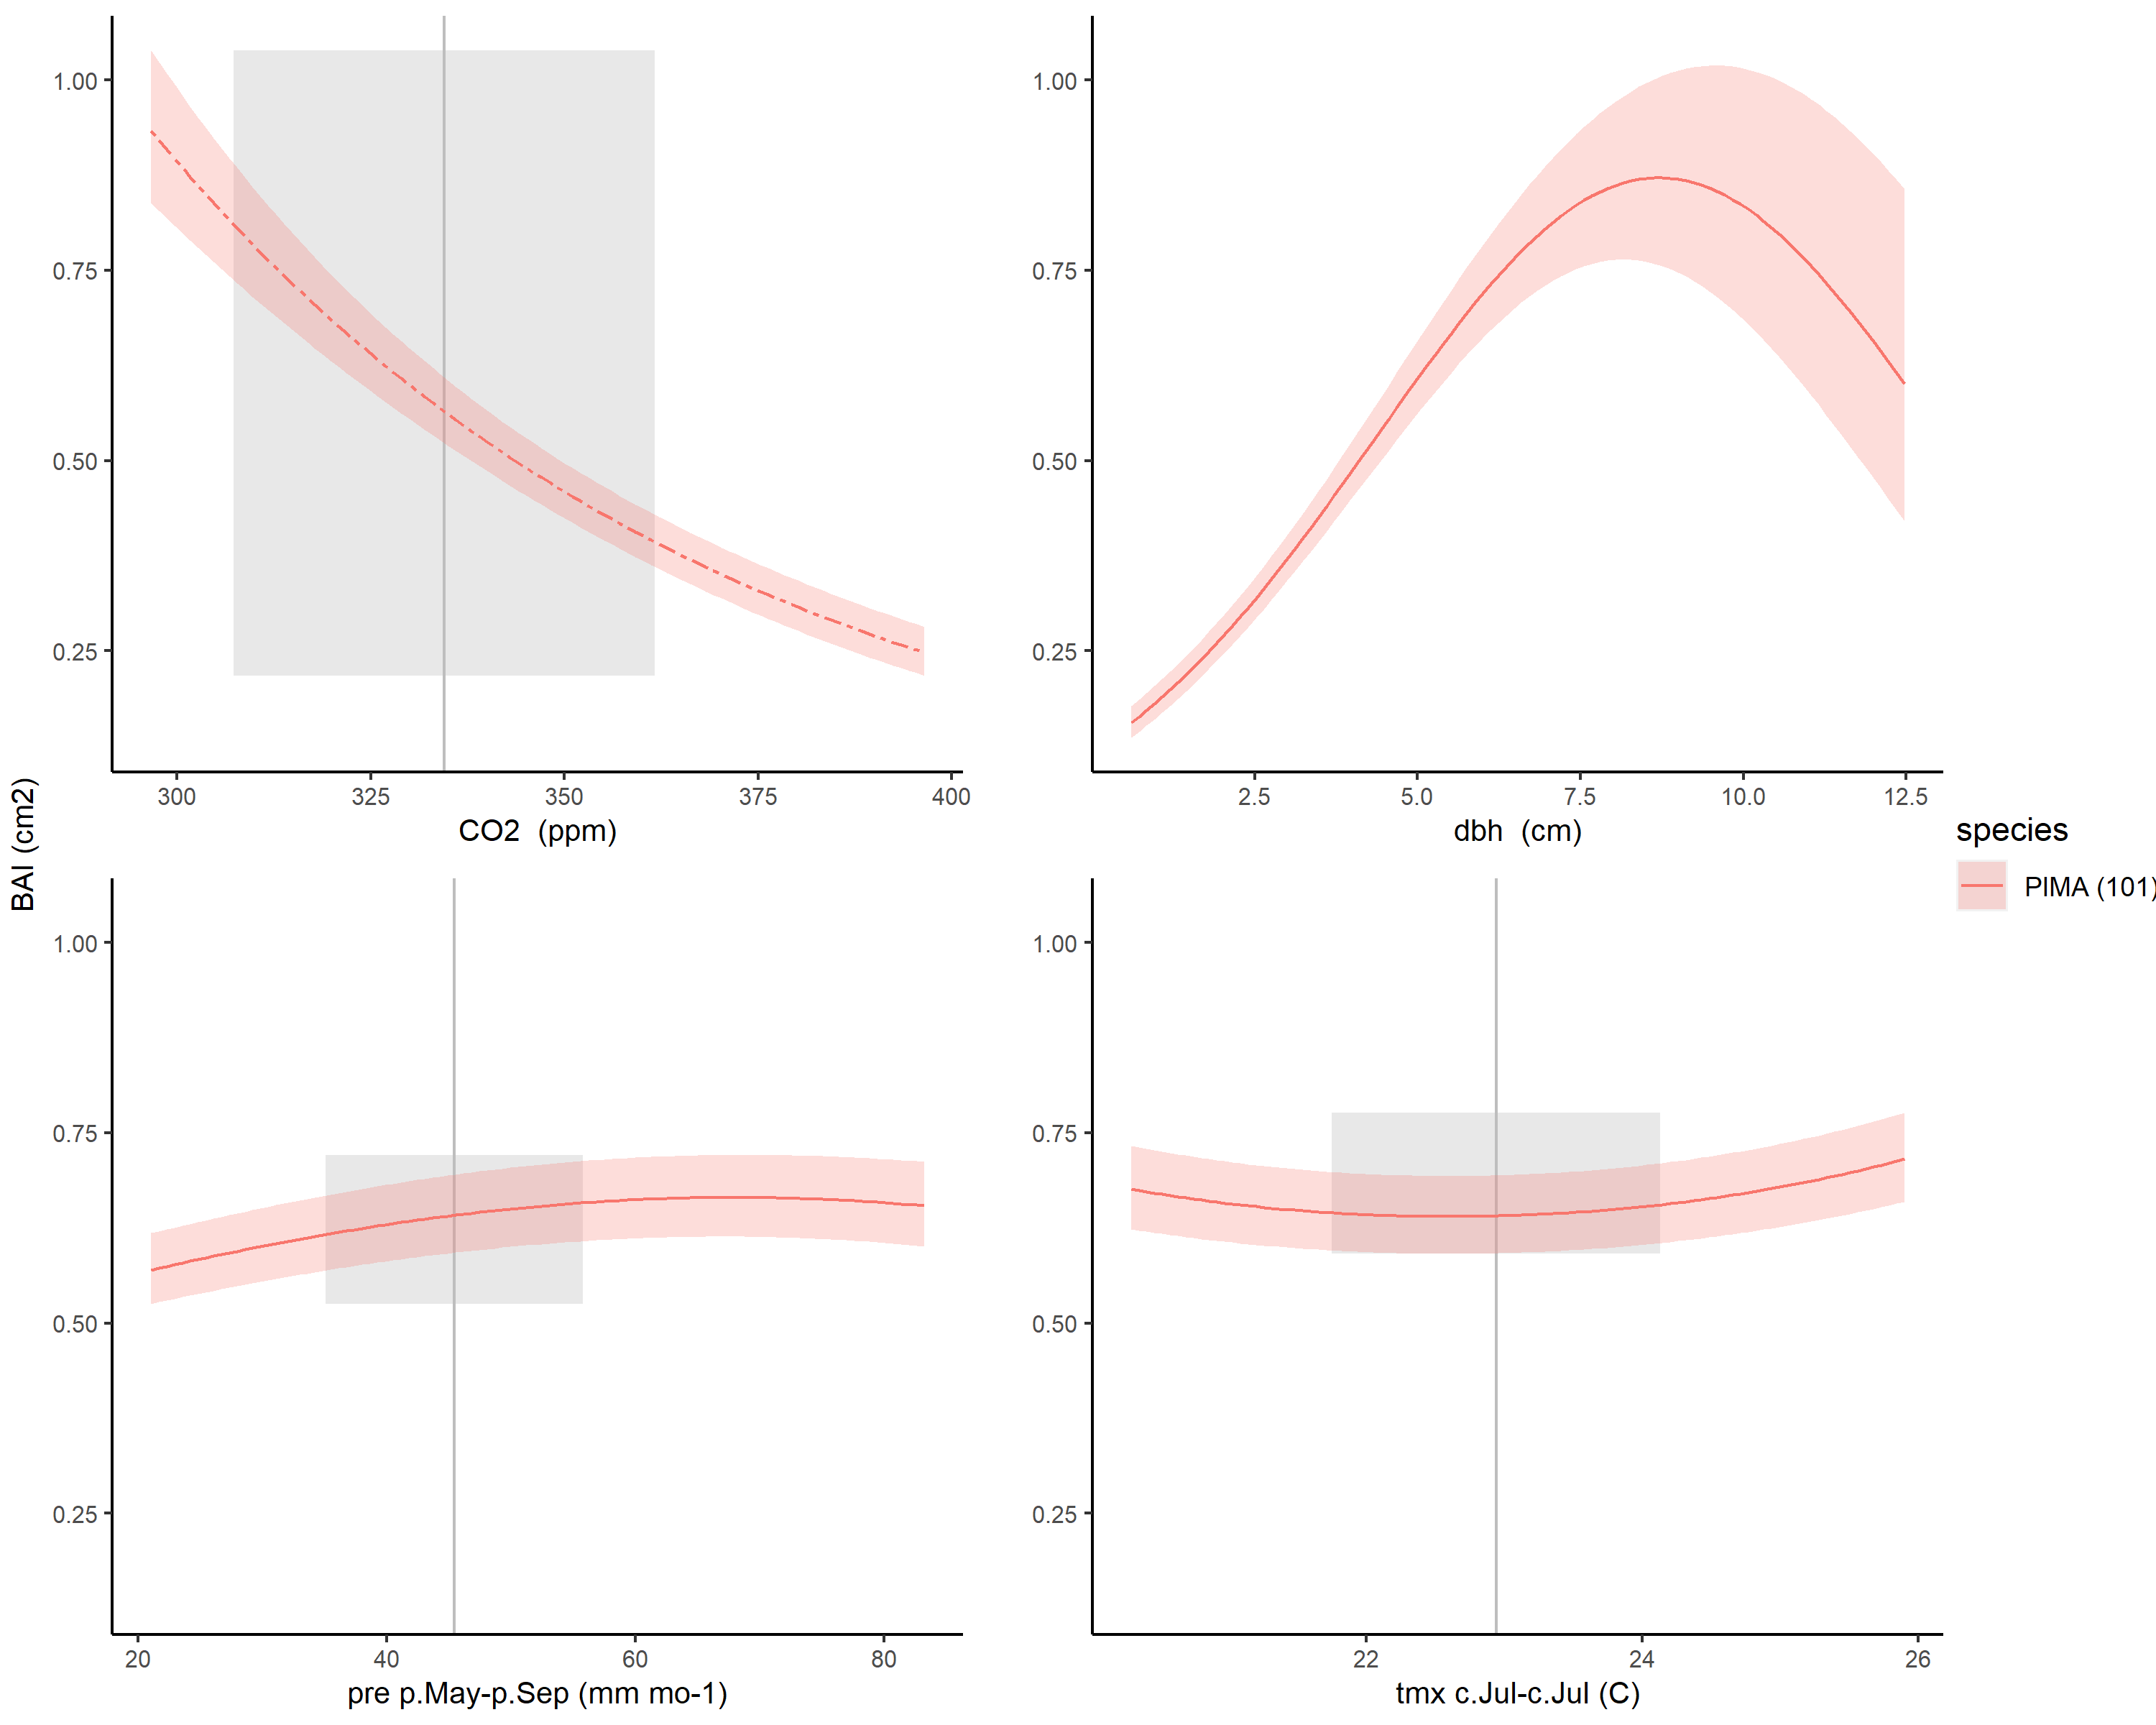 BAI (cm2)
1.00
0.75
0.50
0.25
300 325 350 375 400
CO2 (ppm)
1.00
0.75
0.50
0.25
2.5 5.0 7.5 10.0 12.5
dbh (cm)
1.00
0.75
0.50
0.25
20 40 60 80
pre p.May-p.Sep (mm mo-1)
1.00
0.75
0.50
0.25
22 24 26
tmx c.Jul-c.Jul (C)
species
PIMA (101)